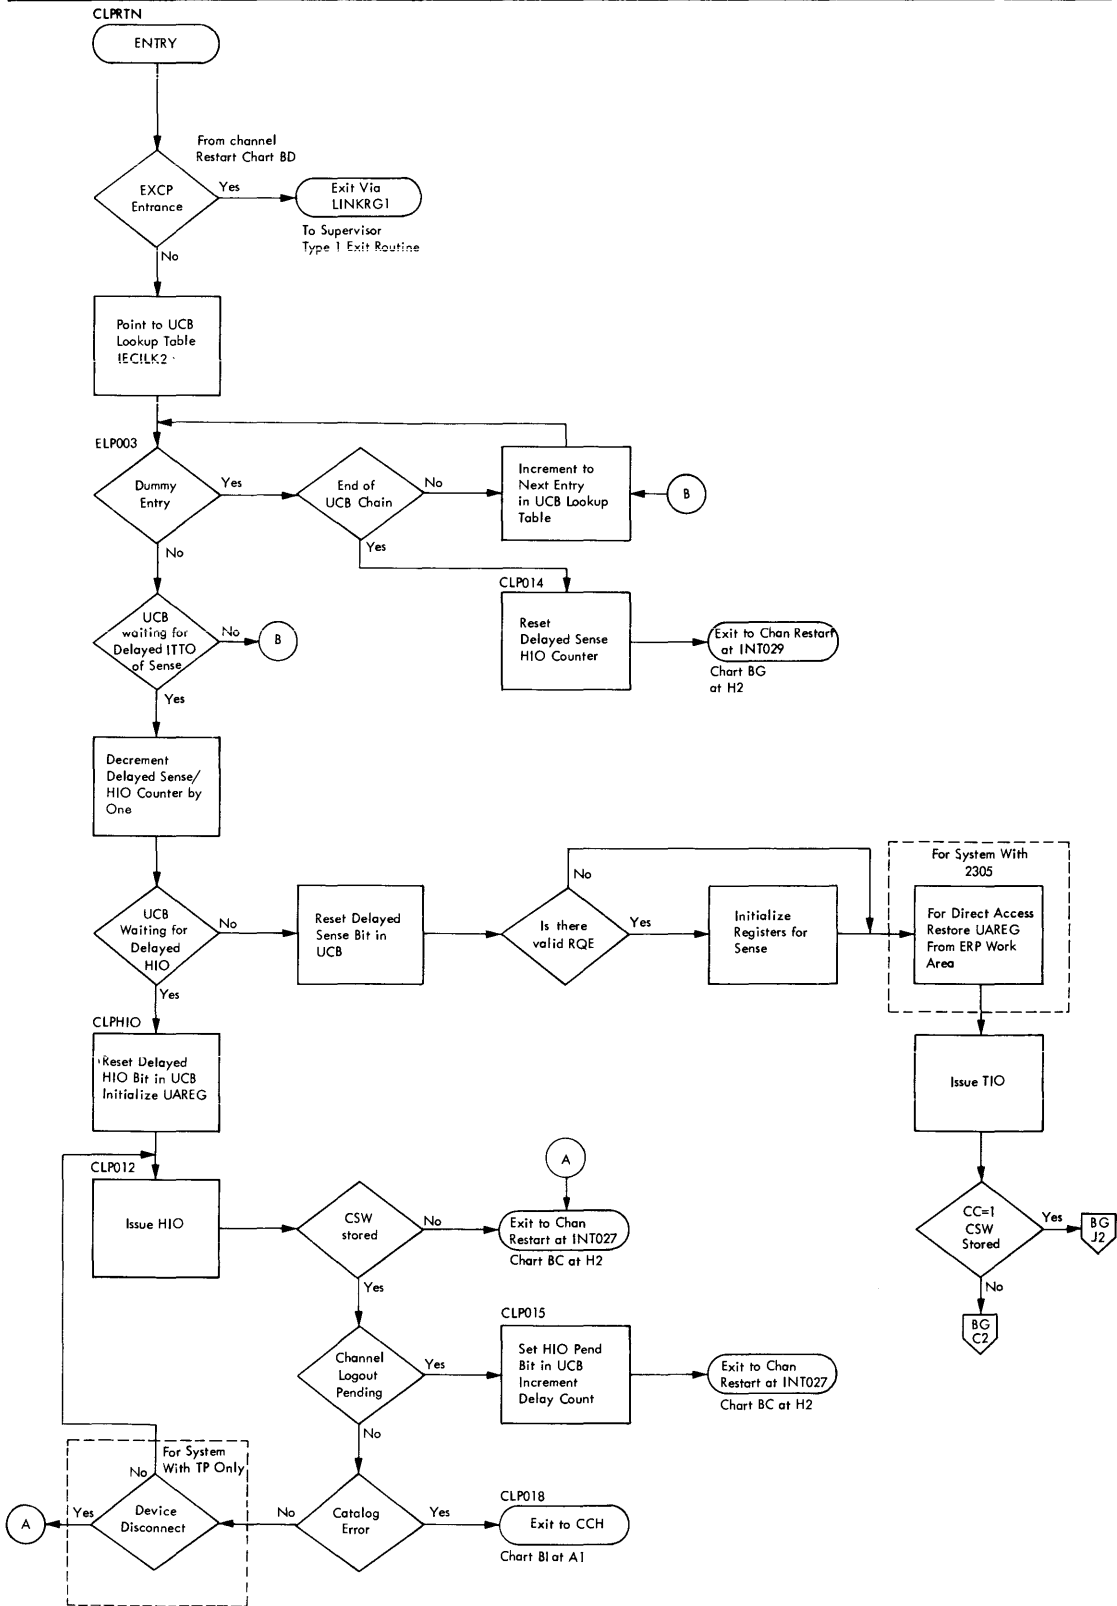 CLPRTN
ENTRY
From channel
Restart Chart BD
EXCP
Entrance
Yes
Exit Via
LINKRG1
To Supervisor
Type 1 Exit Routine
No
Point to UCB
Lookup Table
IECILK2
ELP003
Dummy
Entry
Yes
End of
UCB Chain
No
Increment to
Next Entry
in UCB Lookup
Table
B
No
Yes
CLP014
UCB
waiting for
Delayed ITTO
of Sense
No
B
Reset
Delayed Sense
HIO Counter
Exit to Chan Restart
at INT029
Chart BG
at H2
Yes
Decrement
Delayed Sense/
HIO Counter by
One
For System With
2305
No
UCB
Waiting for
Delayed
HIO
No
Reset Delayed
Sense Bit in
UCB
Is there
valid RQE
Yes
Initialize
Registers for
Sense
For Direct Access
Restore UAREG
From ERP Work
Area
Yes
CLPHIO
Reset Delayed
HIO Bit in UCB
Initialize UAREG
Issue TIO
CLP012
A
Issue HIO
CSW
stored
No
Exit to Chan
Restart at INT027
Chart BC at H2
CC=1
CSW
Stored
Yes
BG
J2
Yes
No
BG
C2
CLP015
Channel
Logout
Pending
Yes
Set HIO Pend
Bit in UCB
Increment
Delay Count
Exit to Chan
Restart at INT027
Chart BC at H2
No
For System
With TP Only
No
A
Yes
Device
Disconnect
No
Catalog
Error
Yes
CLP018
Exit to CCH
Chart BI at A1